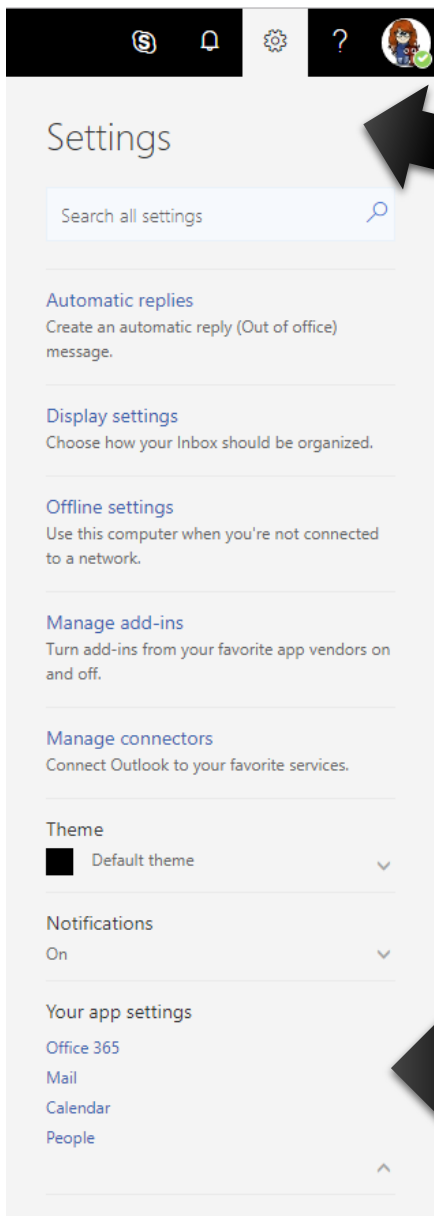 ?
Settings
Search all settings
Automatic replies
Create an automatic reply (Out of office)
message.
Display settings
Choose how your Inbox should be organized.
Offline settings
Use this computer when you're not connected
to a network.
Manage add-ins
Turn add-ins from your favorite app vendors on
and off.
Manage connectors
Connect Outlook to your favorite services.
Theme
Default theme
Notifications
On
Your app settings
Office 365
Mail
Calendar
People